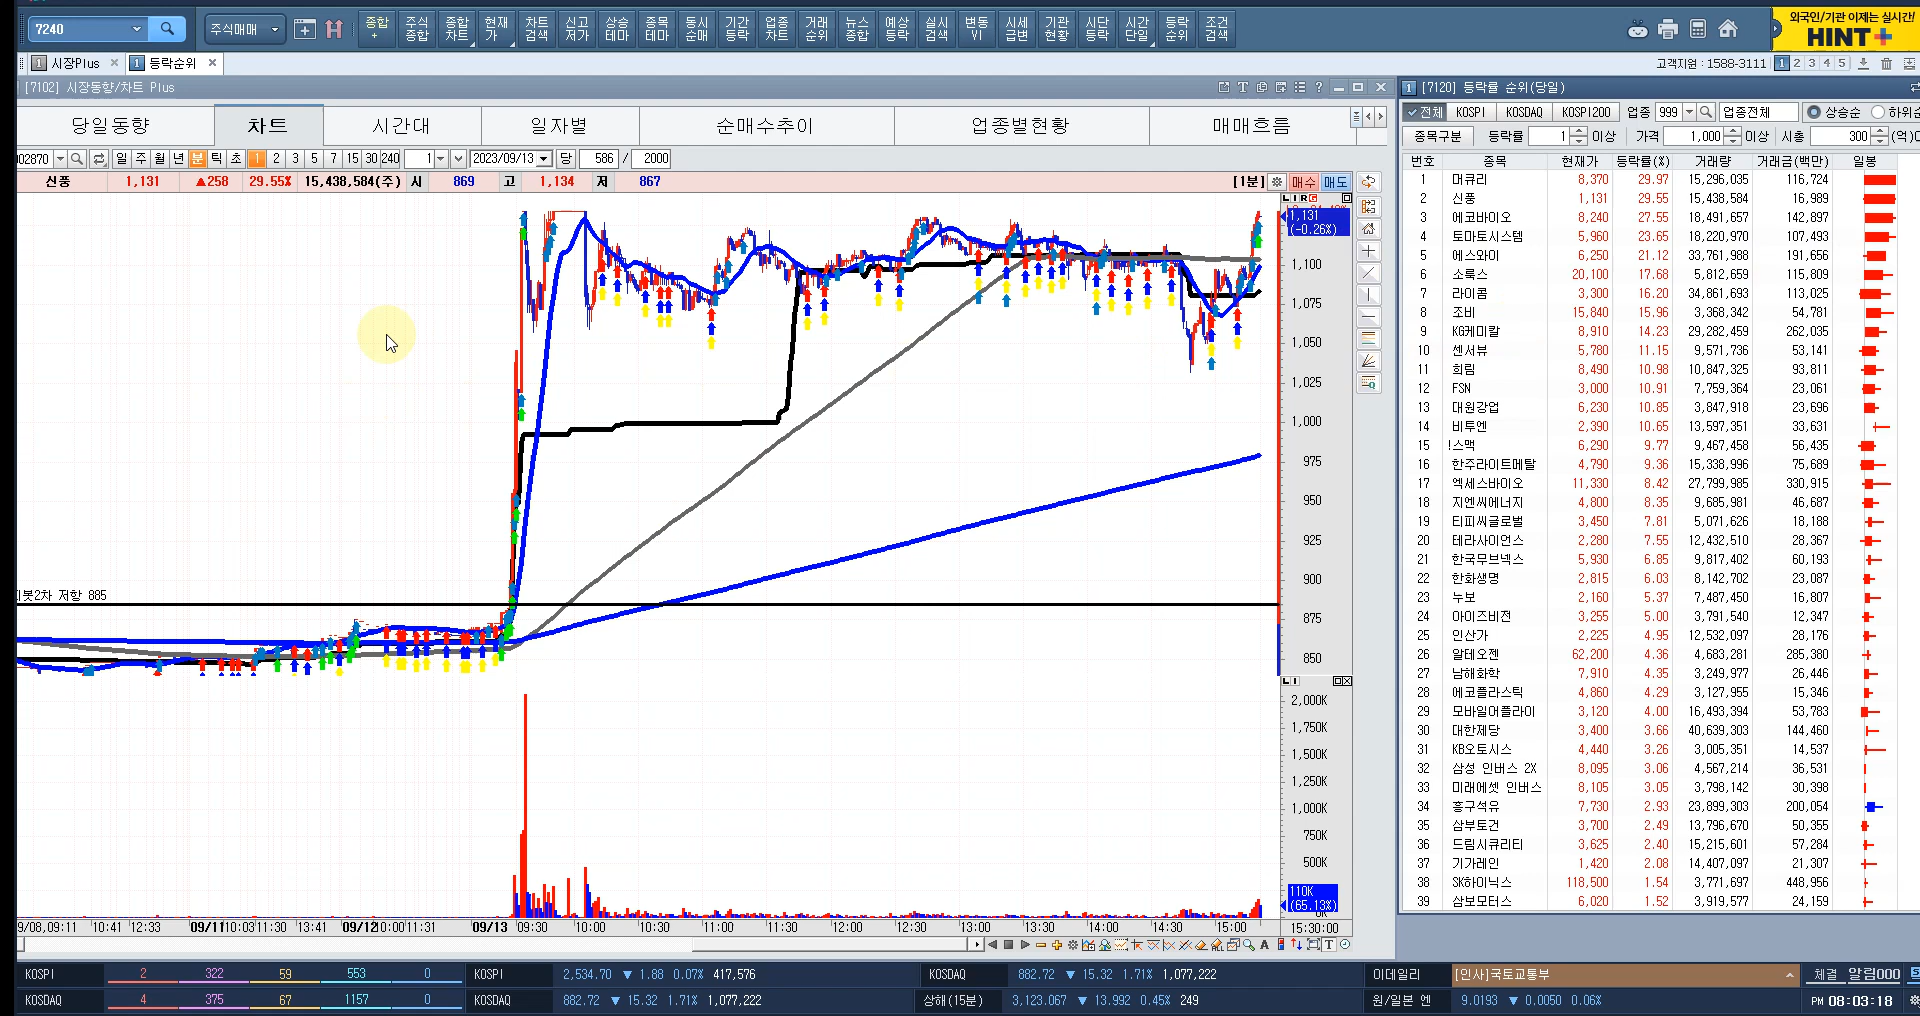 7240 주식매매
종합 + 주식종합 종합차트 현재가 차트검색 신고저가 상승테마 종목테마 동시순매 기간등락 업종차트 거래순위 뉴스종합 예상등락 실시검색 변동VI 시세급변 기관현황 시단등락 시간단일 등락순위 조건검색
외국인/기관 이제는 실시간!
HINT+
1 시장Plus × 1 등락순위 ×
고객지원 : 1588-3111 1 2 3 4 5
[7102] 시장동향/차트 Plus
당일동향 차트 시간대 일자별 순매수추이 업종별현황 매매흐름
002870 일 주 월 년 분 틱 초 1 2 3 5 7 15 30 240 1 2023/09/13 당 586 / 2000
신풍 1,131 ▲258 29.55% 15,438,584(주) 시 869 고 1,134 저 867 [1분] 매수 매도
1,131
(-0.26%)
1,100
1,075
1,050
1,025
1,000
975
950
925
900
피봇2차 저항 885
875
850
2,000K
1,750K
1,500K
1,250K
1,000K
750K
500K
110K
(65.13%)
0K
9/08,09:11 10:41 12:33 09/11 10:03 11:30 13:41 09/12 10:00 11:31 09/13 09:30 10:00 10:30 11:00 11:30 12:00 12:30 13:00 13:30 14:00 14:30 15:00 15:30:00
1 [7120] 등락률 순위(당일)
전체 KOSPI KOSDAQ KOSPI200 업종 999 업종전체 상승순 하위순
종목구분 등락률 1 이상 가격 1,000 이상 시총 300 (억)
번호 종목 현재가 등락률(%) 거래량 거래금(백만) 일봉
1 머큐리 8,370 29.97 15,296,035 116,724
2 신풍 1,131 29.55 15,438,584 16,989
3 에코바이오 8,240 27.55 18,491,657 142,897
4 토마토시스템 5,960 23.65 18,220,970 107,493
5 에스와이 6,250 21.12 33,761,988 191,656
6 소룩스 20,100 17.68 5,812,659 115,809
7 라이콤 3,300 16.20 34,861,693 113,025
8 조비 15,840 15.96 3,368,342 54,781
9 KG케미칼 8,910 14.23 29,282,459 262,035
10 센서뷰 5,780 11.15 9,571,736 53,141
11 희림 8,490 10.98 10,847,325 93,811
12 FSN 3,000 10.91 7,759,364 23,061
13 대원강업 6,230 10.85 3,847,918 23,696
14 비투엔 2,390 10.65 13,597,351 33,631
15 !스맥 6,290 9.77 9,467,458 56,435
16 한주라이트메탈 4,790 9.36 15,338,996 75,689
17 엑세스바이오 11,330 8.42 27,799,985 330,915
18 지엔씨에너지 4,800 8.35 9,685,981 46,687
19 티피씨글로벌 3,450 7.81 5,071,626 18,188
20 테라사이언스 2,280 7.55 12,432,510 28,367
21 한국무브넥스 5,930 6.85 9,817,402 60,193
22 한화생명 2,815 6.03 8,142,702 23,087
23 누보 2,160 5.37 7,487,450 16,807
24 아이즈비전 3,255 5.00 3,791,540 12,347
25 인산가 2,225 4.95 12,532,097 28,176
26 알테오젠 62,200 4.36 4,683,281 285,380
27 남해화학 7,910 4.35 3,249,977 26,446
28 에코플라스틱 4,860 4.29 3,127,955 15,346
29 모바일어플라이 3,120 4.00 16,493,394 53,783
30 대한제당 3,400 3.66 40,639,303 144,460
31 KB오토시스 4,440 3.26 3,005,351 14,537
32 삼성 인버스 2X 8,095 3.06 4,567,214 36,531
33 미래에셋 인버스 8,105 3.05 3,798,142 30,398
34 흥구석유 7,730 2.93 23,899,303 200,054
35 삼부토건 3,700 2.49 13,796,670 50,355
36 드림시큐리티 3,625 2.40 15,215,601 57,284
37 기가레인 1,420 2.08 14,407,097 21,307
38 SK하이닉스 118,500 1.54 3,771,697 448,956
39 삼보모터스 6,020 1.52 3,919,577 24,159
KOSPI 2 322 59 553 0 KOSPI 2,534.70 ▼ 1.88 0.07% 417,576 KOSDAQ 882.72 ▼ 15.32 1.71% 1,077,222 이데일리 [인사]국토교통부 체결 알림000
KOSDAQ 4 375 67 1157 0 KOSDAQ 882.72 ▼ 15.32 1.71% 1,077,222 상해(15분) 3,123.067 ▼ 13.992 0.45% 249 원/일본 엔 9.0193 ▼ 0.0050 0.06% PM 08:03:18